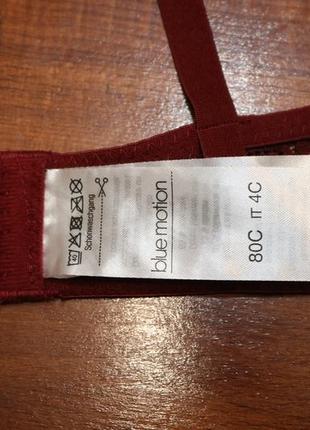 80C IT 4C
blue motion
40
Schonwaschgang